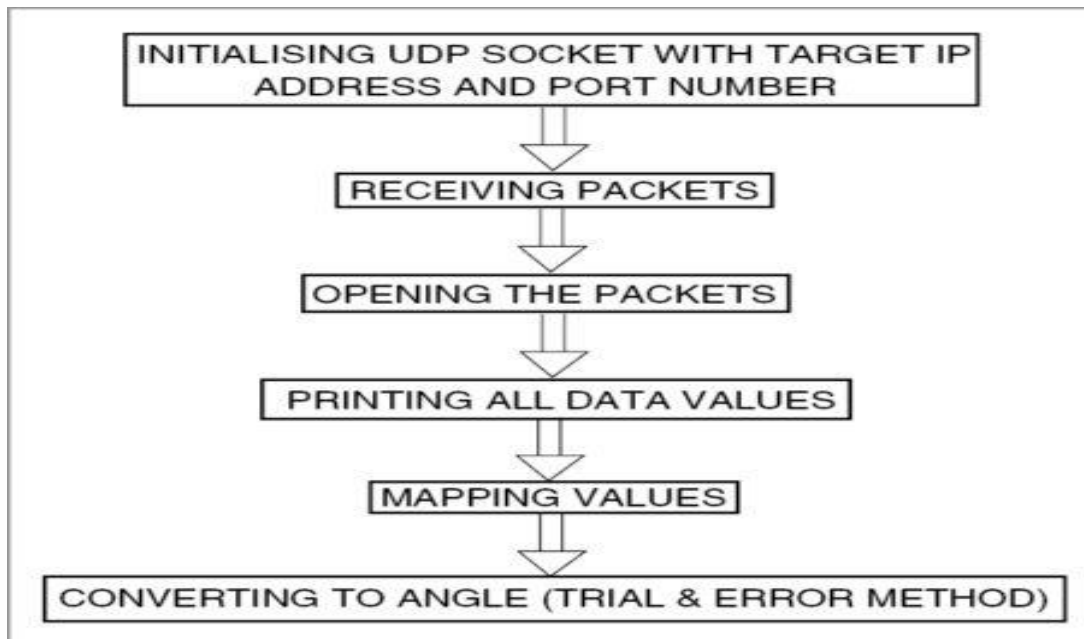 INITIALISING UDP SOCKET WITH TARGET IP
ADDRESS AND PORT NUMBER
RECEIVING PACKETS
OPENING THE PACKETS
PRINTING ALL DATA VALUES
MAPPING VALUES
CONVERTING TO ANGLE (TRIAL & ERROR METHOD)